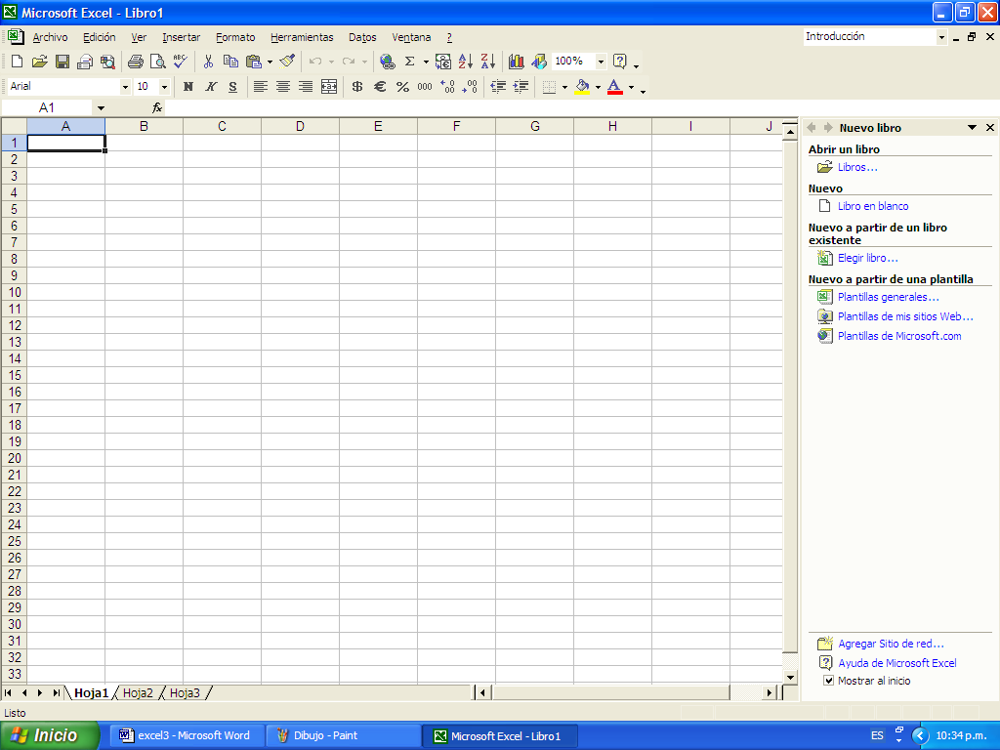 Microsoft Excel - Libro1
Archivo Edición Ver Insertar Formato Herramientas Datos Ventana ? Introducción
100%
Arial 10 N K S $ € % 000
A1 fx
A B C D E F G H I J
1
2
3
4
5
6
7
8
9
10
11
12
13
14
15
16
17
18
19
20
21
22
23
24
25
26
27
28
29
30
31
32
33
Nuevo libro
Abrir un libro
Libros...
Nuevo
Libro en blanco
Nuevo a partir de un libro
existente
Elegir libro...
Nuevo a partir de una plantilla
Plantillas generales...
Plantillas de mis sitios Web...
Plantillas de Microsoft.com
Agregar Sitio de red...
Ayuda de Microsoft Excel
Mostrar al inicio
Hoja1 Hoja2 Hoja3
Listo
Inicio excel3 - Microsoft Word Dibujo - Paint Microsoft Excel - Libro1 ES 10:34 p.m.